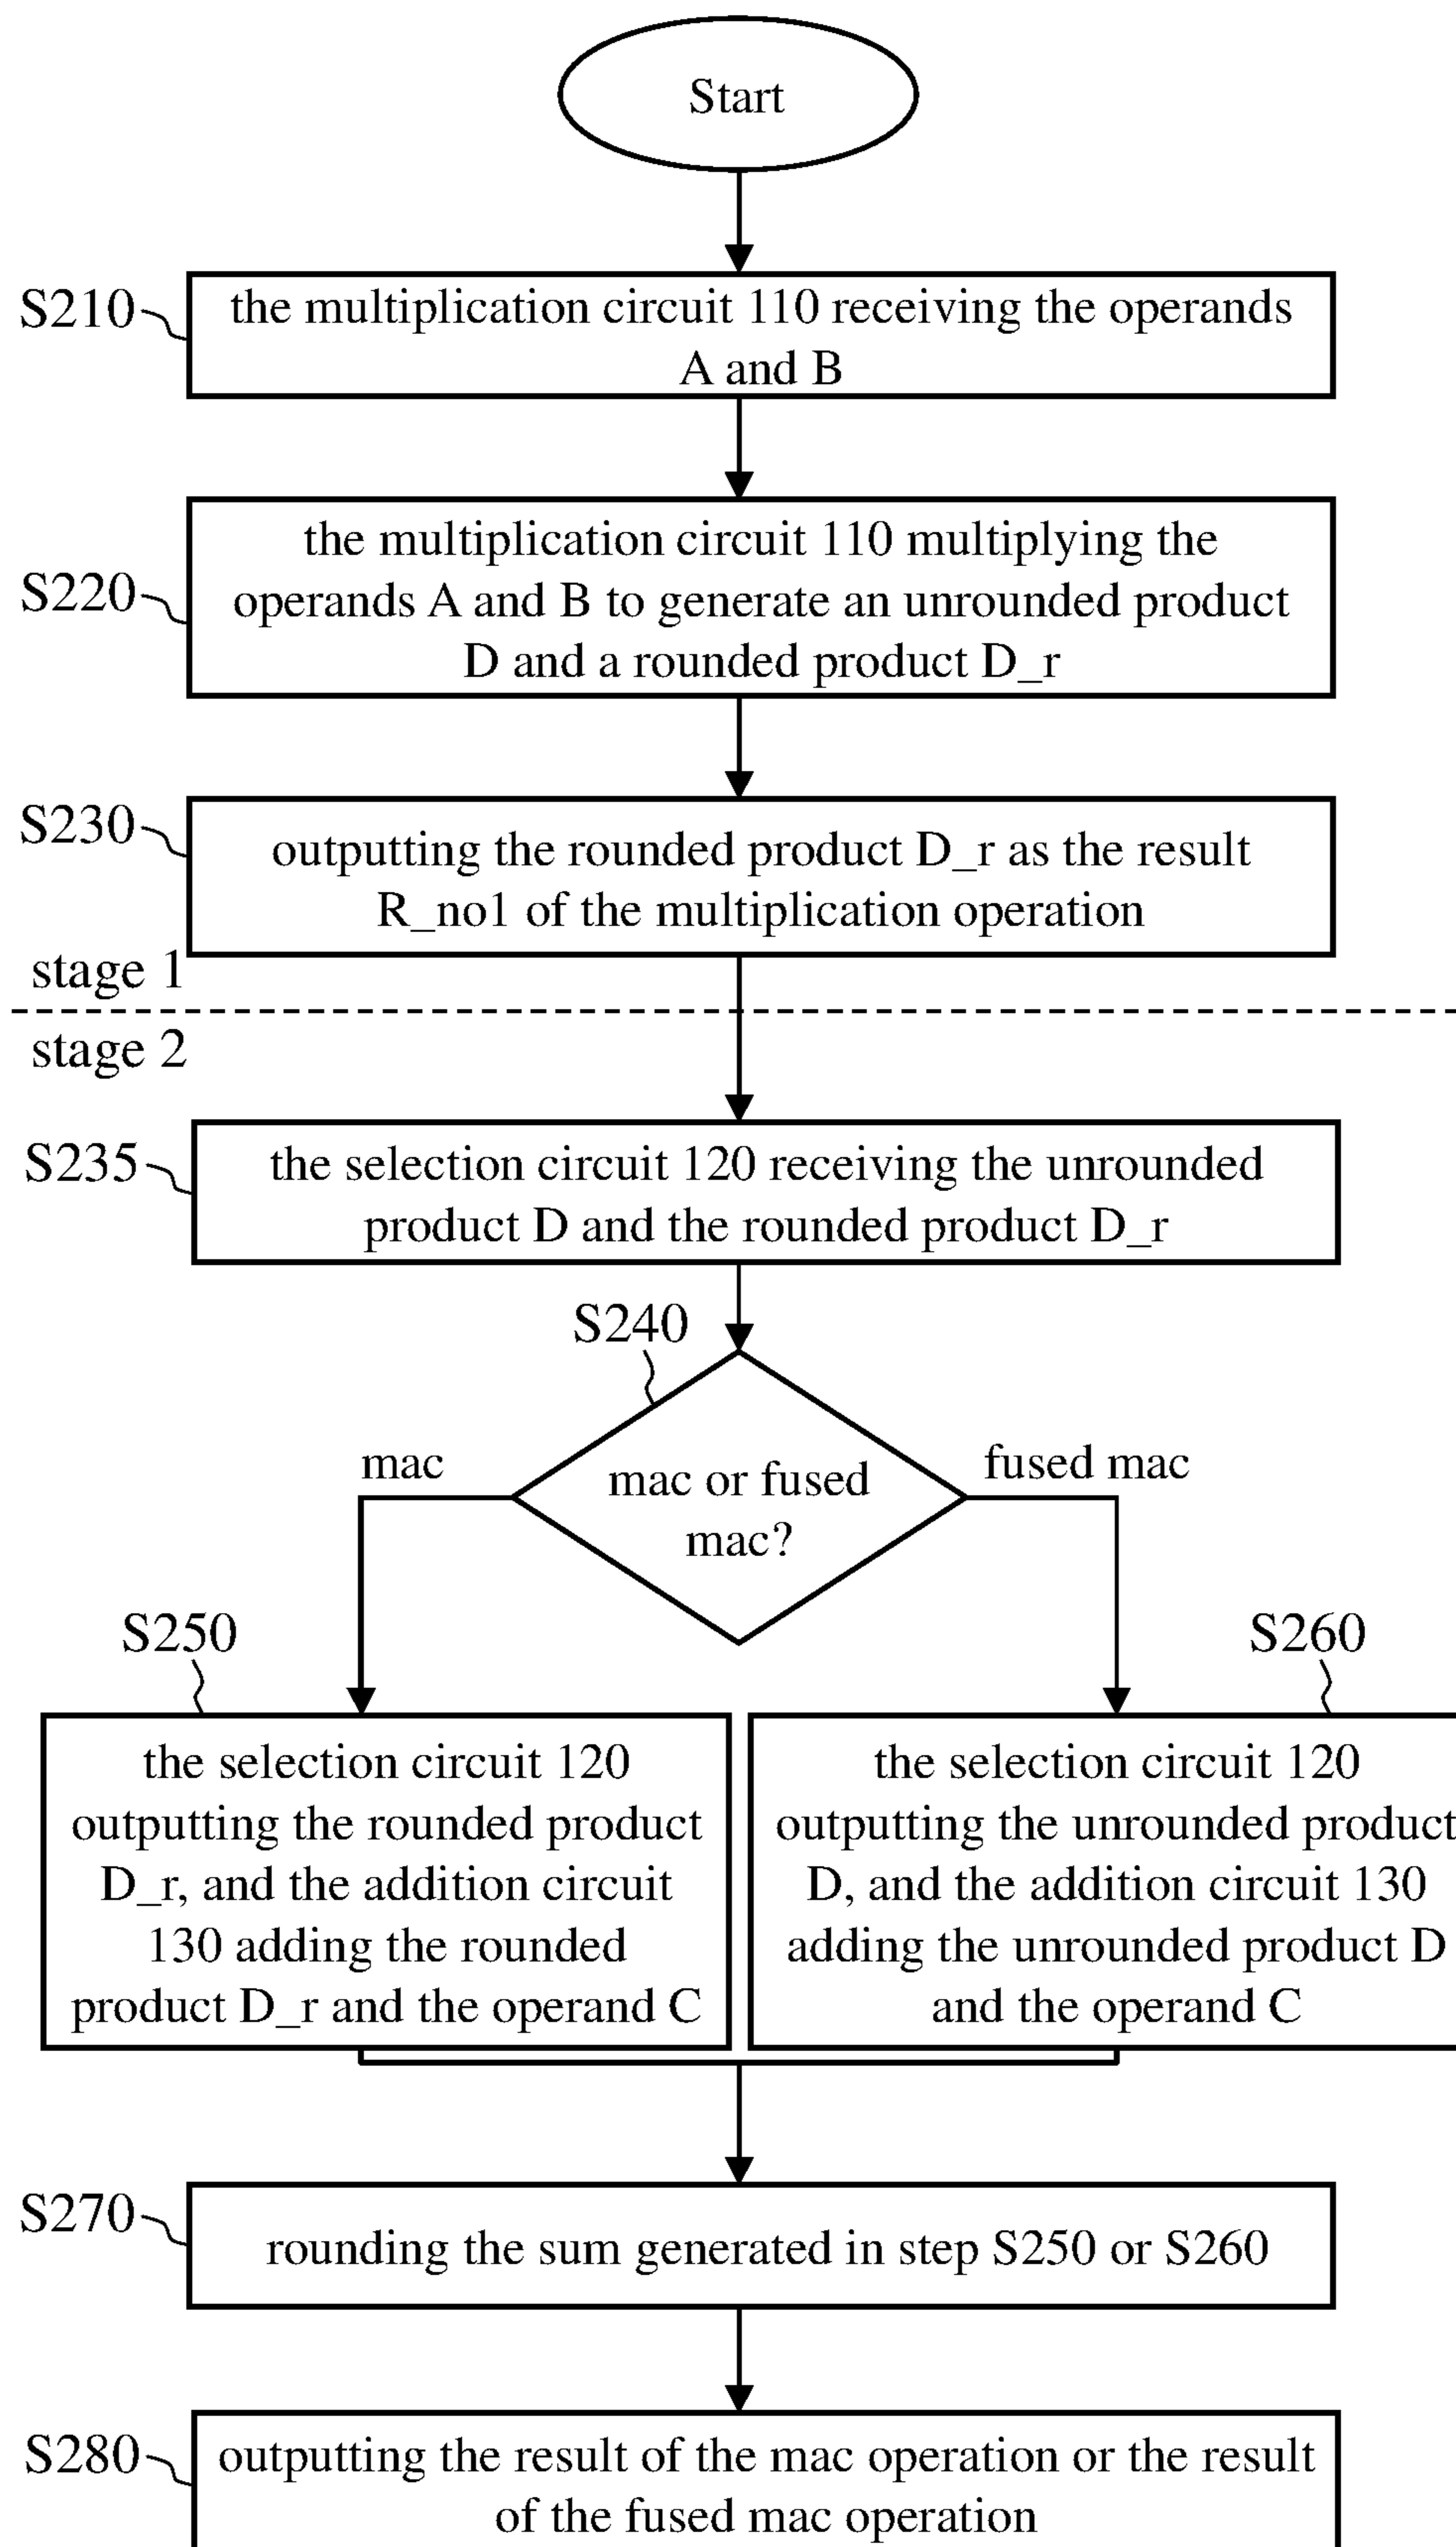 Start
S210
the multiplication circuit 110 receiving the operands
A and B
S220
the multiplication circuit 110 multiplying the
operands A and B to generate an unrounded product
D and a rounded product D_r
S230
outputting the rounded product D_r as the result
R_no1 of the multiplication operation
stage 1
stage 2
S235
the selection circuit 120 receiving the unrounded
product D and the rounded product D_r
S240
mac
mac or fused
mac?
fused mac
S250
the selection circuit 120
outputting the rounded product
D_r, and the addition circuit
130 adding the rounded
product D_r and the operand C
S260
the selection circuit 120
outputting the unrounded product
D, and the addition circuit 130
adding the unrounded product D
and the operand C
S270
rounding the sum generated in step S250 or S260
S280
outputting the result of the mac operation or the result
of the fused mac operation